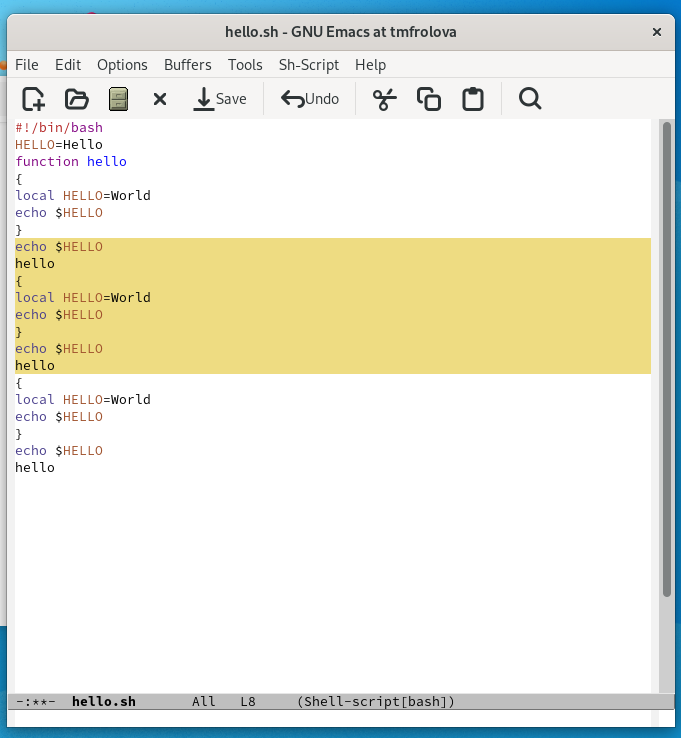 hello.sh - GNU Emacs at tmfrolova
File Edit Options Buffers Tools Sh-Script Help
Save Undo
#!/bin/bash
HELLO=Hello
function hello
{
local HELLO=World
echo $HELLO
}
echo $HELLO
hello
{
local HELLO=World
echo $HELLO
}
echo $HELLO
hello
{
local HELLO=World
echo $HELLO
}
echo $HELLO
hello
-:**- hello.sh All L8 (Shell-script[bash])